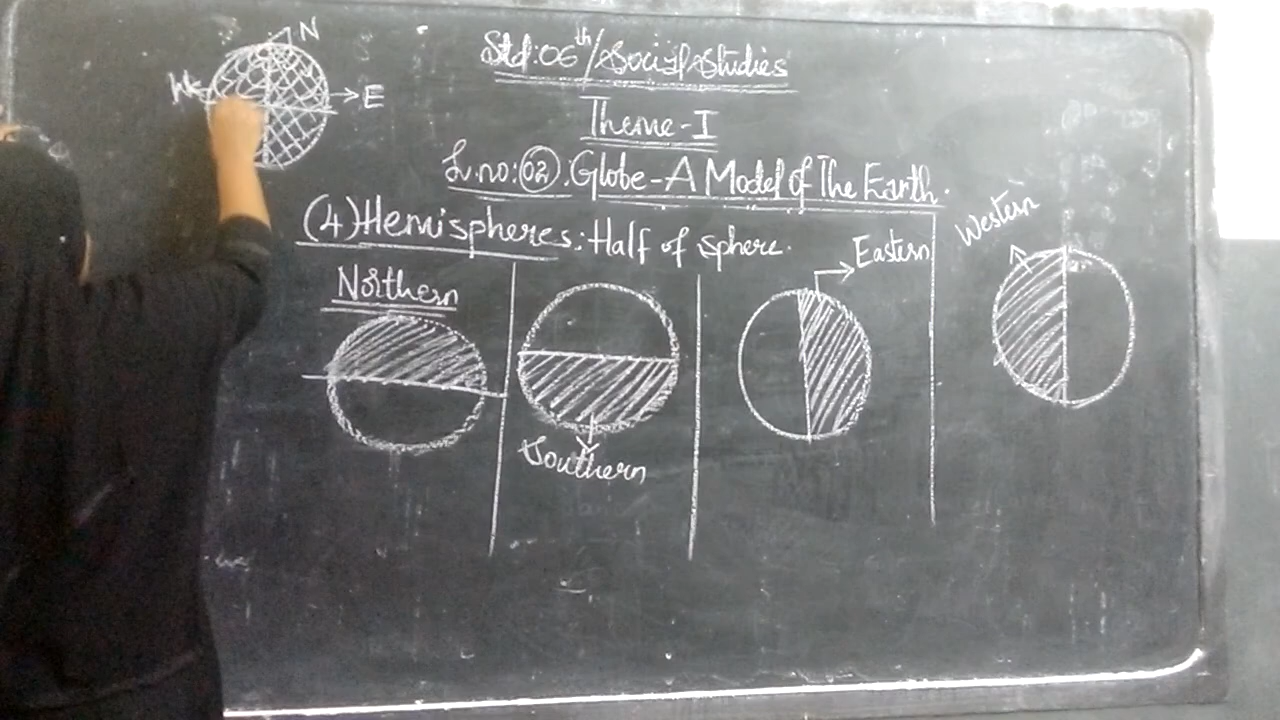 N
W
E
Std:06th/Social Studies
Theme-I
L.no:02.Globe-A Model of The Earth.
(4)Hemispheres:Half of sphere.
Northern
Southern
Eastern
Western